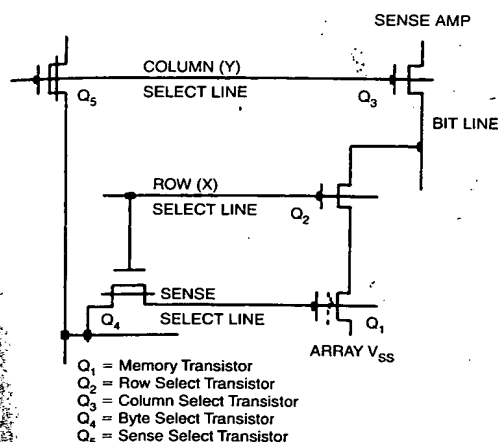 SENSE AMP
COLUMN (Y)
SELECT LINE
Q5
Q3
BIT LINE
ROW (X)
SELECT LINE
Q2
SENSE
SELECT LINE
Q4
Q1
ARRAY VSS
Q1 = Memory Transistor
Q2 = Row Select Transistor
Q3 = Column Select Transistor
Q4 = Byte Select Transistor
Q5 = Sense Select Transistor